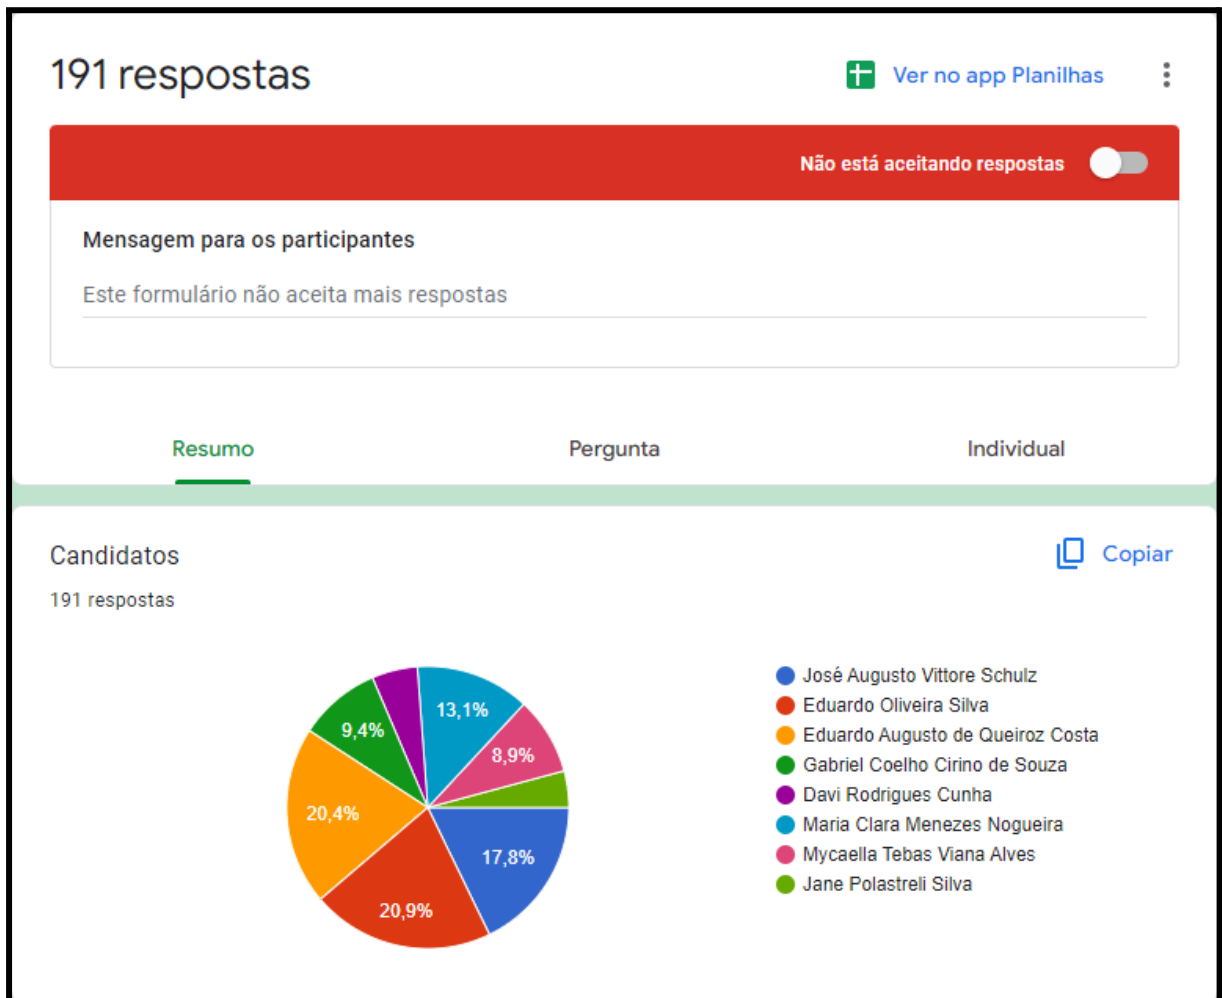 191 respostas
Ver no app Planilhas
Não está aceitando respostas
Mensagem para os participantes
Este formulário não aceita mais respostas
Resumo
Pergunta
Individual
Candidatos
Copiar
191 respostas
13,1%
9,4%
8,9%
20,4%
17,8%
20,9%
José Augusto Vittore Schulz
Eduardo Oliveira Silva
Eduardo Augusto de Queiroz Costa
Gabriel Coelho Cirino de Souza
Davi Rodrigues Cunha
Maria Clara Menezes Nogueira
Mycaella Tebas Viana Alves
Jane Polastreli Silva